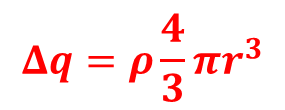 Δq = ρ 4/3 πr³